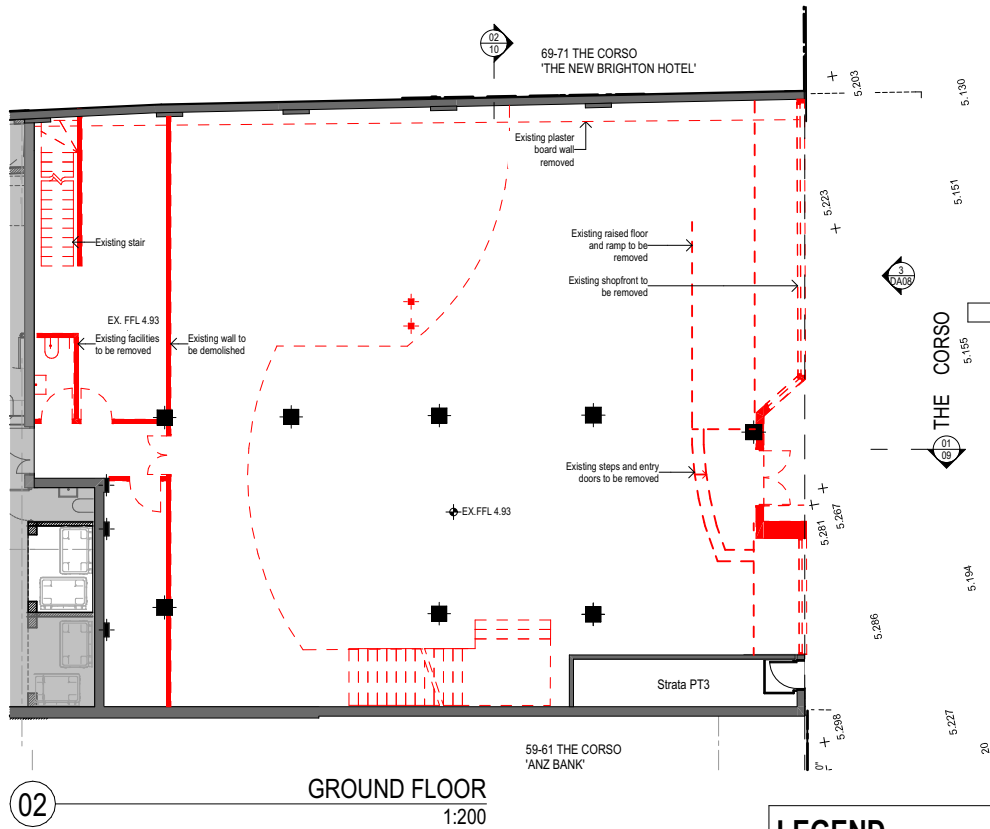 02
10
69-71 THE CORSO
'THE NEW BRIGHTON HOTEL'
5.203
5.130
Existing plaster
board wall
removed
5.223
5.151
Existing stair
Existing raised floor
and ramp to be
removed
Existing shopfront to
be removed
3
DA08
EX. FFL 4.93
Existing facilities
to be removed
Existing wall to
be demolished
5.155
THE CORSO
01
09
Existing steps and entry
doors to be removed
EX.FFL 4.93
5.281
5.267
5.194
5.286
Strata PT3
5.298
5.227
20
0"
59-61 THE CORSO
'ANZ BANK'
02
GROUND FLOOR
1:200
LEGEND